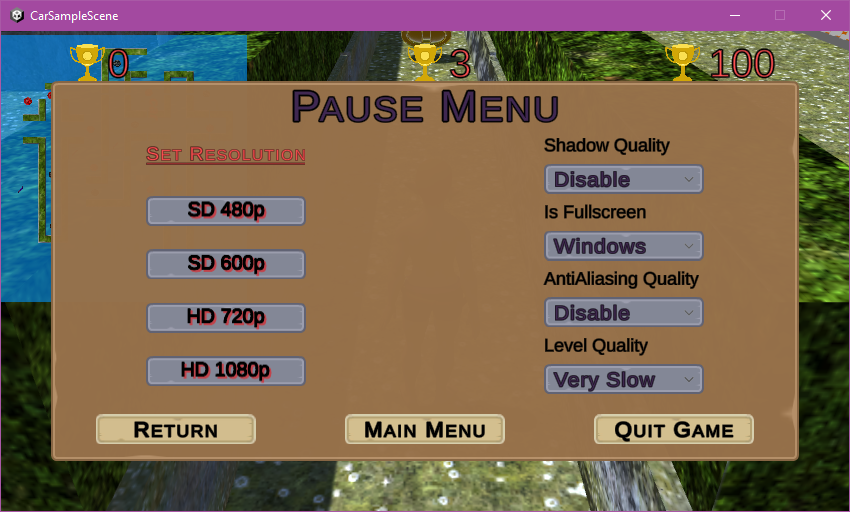 CarSampleScene
0 3 100
Pause Menu
Set Resolution
SD 480p
SD 600p
HD 720p
HD 1080p
Shadow Quality
Disable
Is Fullscreen
Windows
AntiAliasing Quality
Disable
Level Quality
Very Slow
Return Main Menu Quit Game